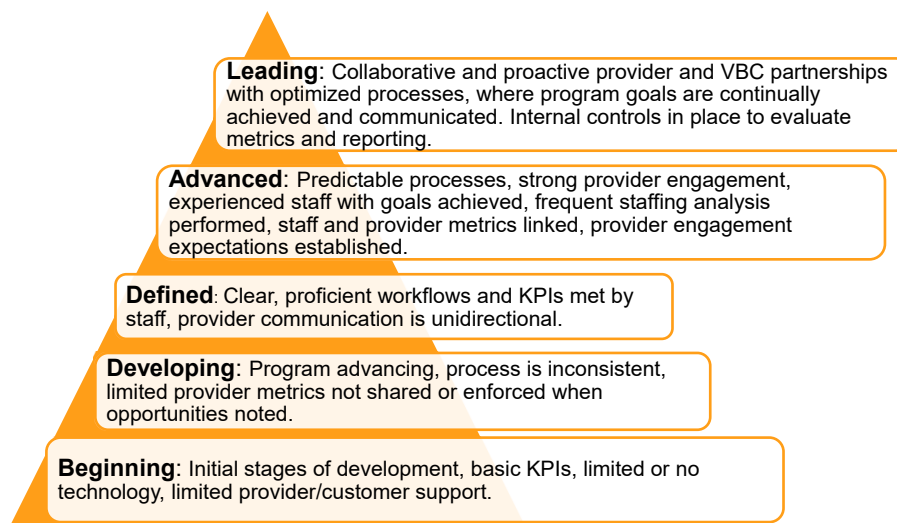 Leading: Collaborative and proactive provider and VBC partnerships
with optimized processes, where program goals are continually
achieved and communicated. Internal controls in place to evaluate
metrics and reporting.
Advanced: Predictable processes, strong provider engagement,
experienced staff with goals achieved, frequent staffing analysis
performed, staff and provider metrics linked, provider engagement
expectations established.
Defined: Clear, proficient workflows and KPIs met by
staff, provider communication is unidirectional.
Developing: Program advancing, process is inconsistent,
limited provider metrics not shared or enforced when
opportunities noted.
Beginning: Initial stages of development, basic KPIs, limited or no
technology, limited provider/customer support.